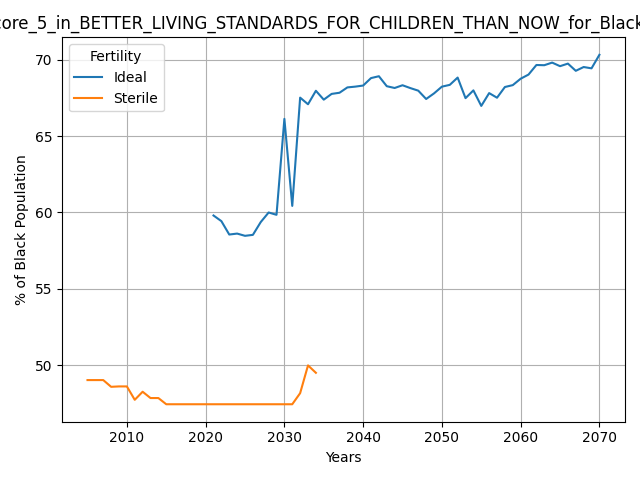 core_5_in_BETTER_LIVING_STANDARDS_FOR_CHILDREN_THAN_NOW_for_Black
Fertility
Ideal
Sterile
% of Black Population
70
65
60
55
50
2010 2020 2030 2040 2050 2060 2070
Years